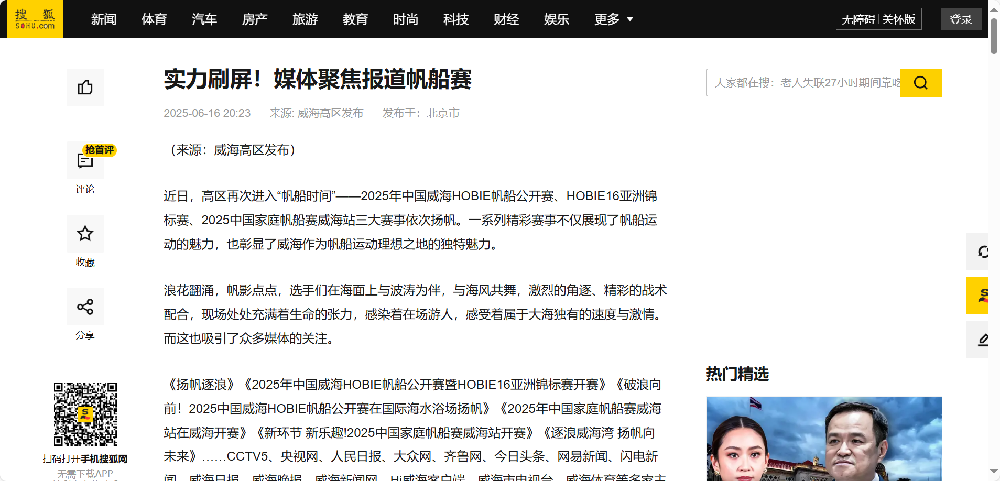 搜狐
SOHU.com
新闻 体育 汽车 房产 旅游 教育 时尚 科技 财经 娱乐 更多
无障碍 关怀版
登录
实力刷屏！媒体聚焦报道帆船赛
2025-06-16 20:23 来源: 威海高区发布 发布于：北京市
大家都在搜：老人失联27小时期间靠吃
抢首评
评论
收藏
分享
扫码打开手机搜狐网
无需下载APP
（来源：威海高区发布）
近日，高区再次进入“帆船时间”——2025年中国威海HOBIE帆船公开赛、HOBIE16亚洲锦
标赛、2025中国家庭帆船赛威海站三大赛事依次扬帆。一系列精彩赛事不仅展现了帆船运
动的魅力，也彰显了威海作为帆船运动理想之地的独特魅力。
浪花翻涌，帆影点点，选手们在海面上与波涛为伴，与海风共舞，激烈的角逐、精彩的战术
配合，现场处处充满着生命的张力，感染着在场游人，感受着属于大海独有的速度与激情。
而这也吸引了众多媒体的关注。
《扬帆逐浪》《2025年中国威海HOBIE帆船公开赛暨HOBIE16亚洲锦标赛开赛》《破浪向
前！2025中国威海HOBIE帆船公开赛在国际海水浴场扬帆》《2025年中国家庭帆船赛威海
站在威海开赛》《新环节 新乐趣!2025中国家庭帆船赛威海站开赛》《逐浪威海湾 扬帆向
未来》……CCTV5、央视网、人民日报、大众网、齐鲁网、今日头条、网易新闻、闪电新
闻、威海日报、威海晚报、威海新闻网、Hi威海客户端、威海市电视台、威海体育等多家主
热门精选